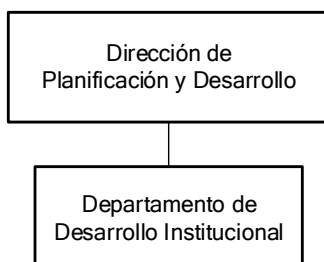 Dirección de
Planificación y Desarrollo
Departamento de
Desarrollo Institucional